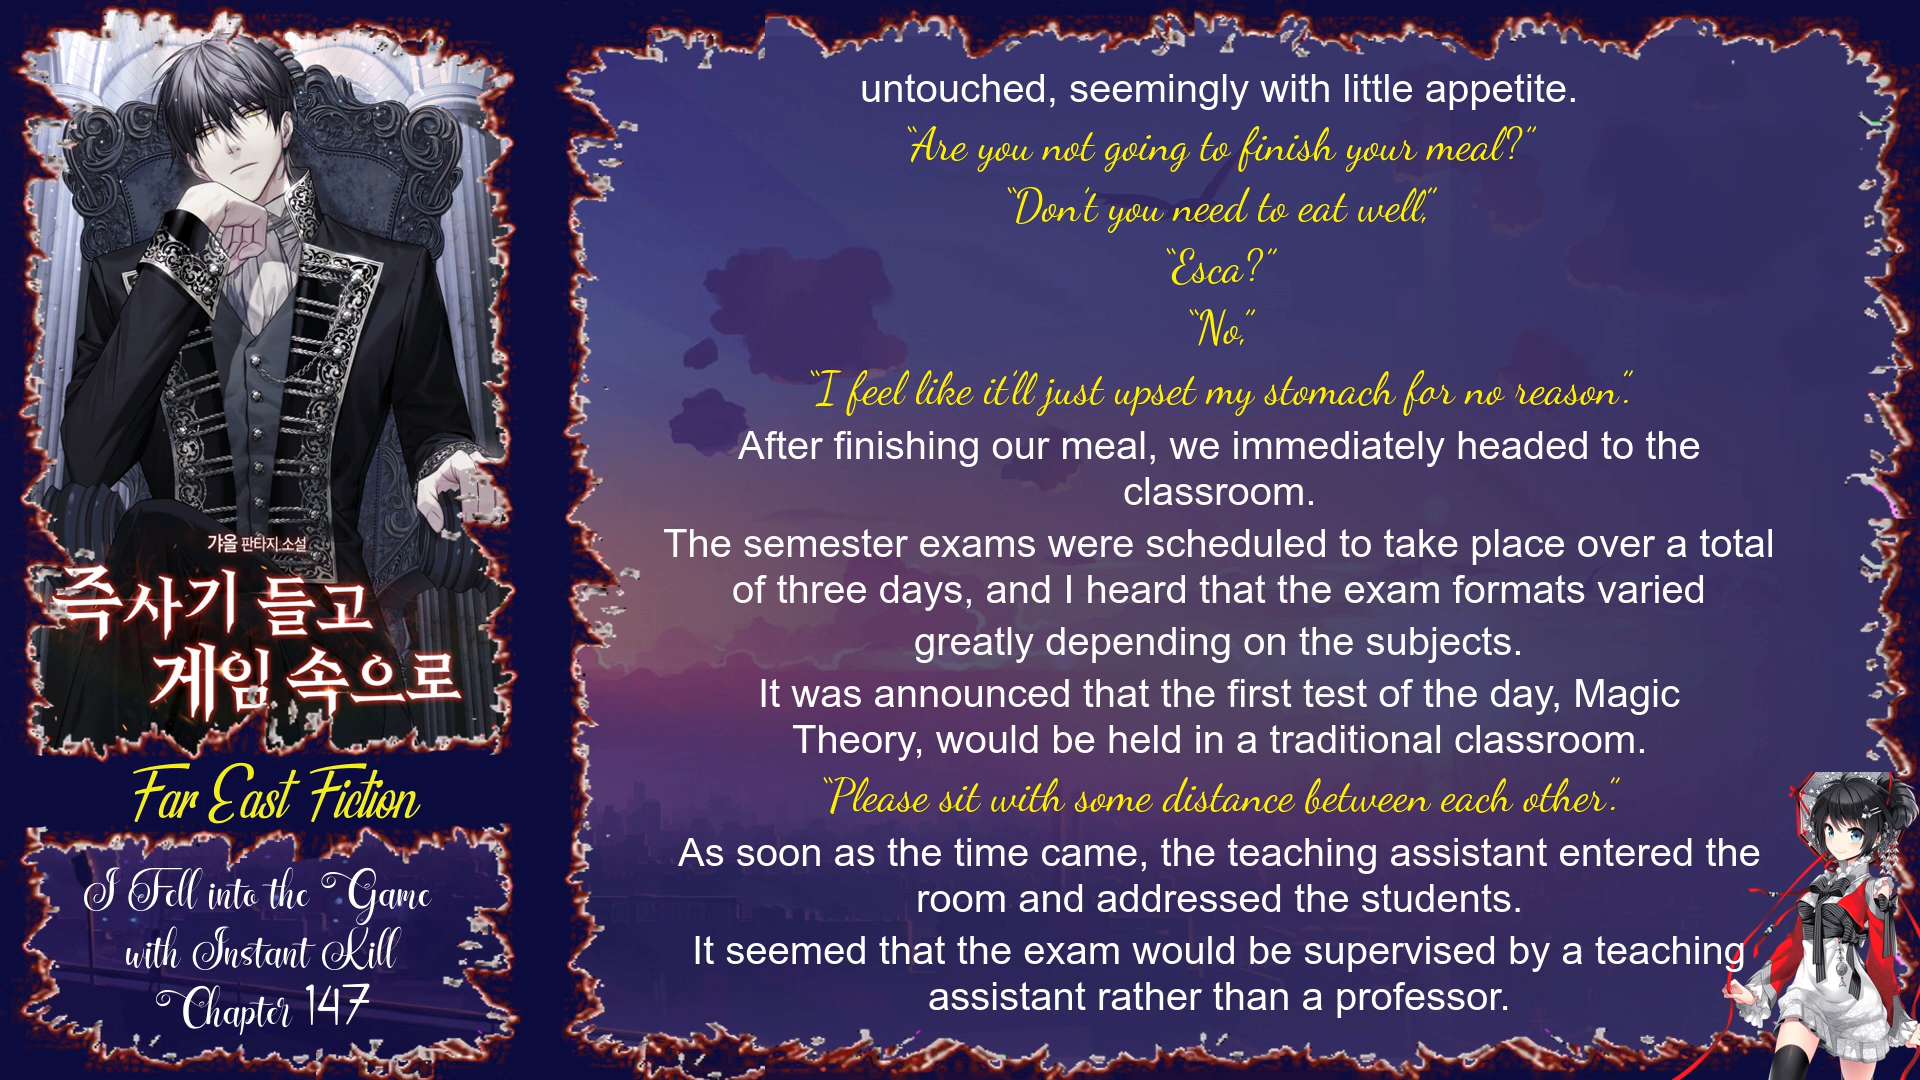 갸울 판타지 소설
즉사기 들고
게임 속으로
Far East Fiction
I Fell into the Game
with Instant Kill
Chapter 147
untouched, seemingly with little appetite.
“Are you not going to finish your meal?”
“Don’t you need to eat well,”
“Esca?”
“No,”
“I feel like it’ll just upset my stomach for no reason”.
After finishing our meal, we immediately headed to the
classroom.
The semester exams were scheduled to take place over a total
of three days, and I heard that the exam formats varied
greatly depending on the subjects.
It was announced that the first test of the day, Magic
Theory, would be held in a traditional classroom.
“Please sit with some distance between each other”.
As soon as the time came, the teaching assistant entered the
room and addressed the students.
It seemed that the exam would be supervised by a teaching
assistant rather than a professor.